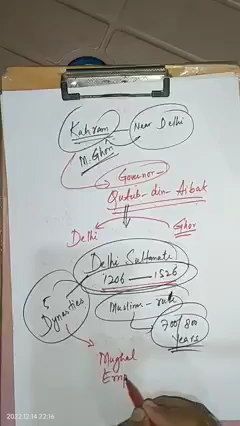 Kahram
Near Delhi
M. Ghori
Governor
Qutub-din-Aibak
Delhi
Ghor
Delhi Sultanate
1206 — 1526
5
Dynasties
Muslim - rule
700/800
Years
Mughal
Emp
2022.12.14 22:16